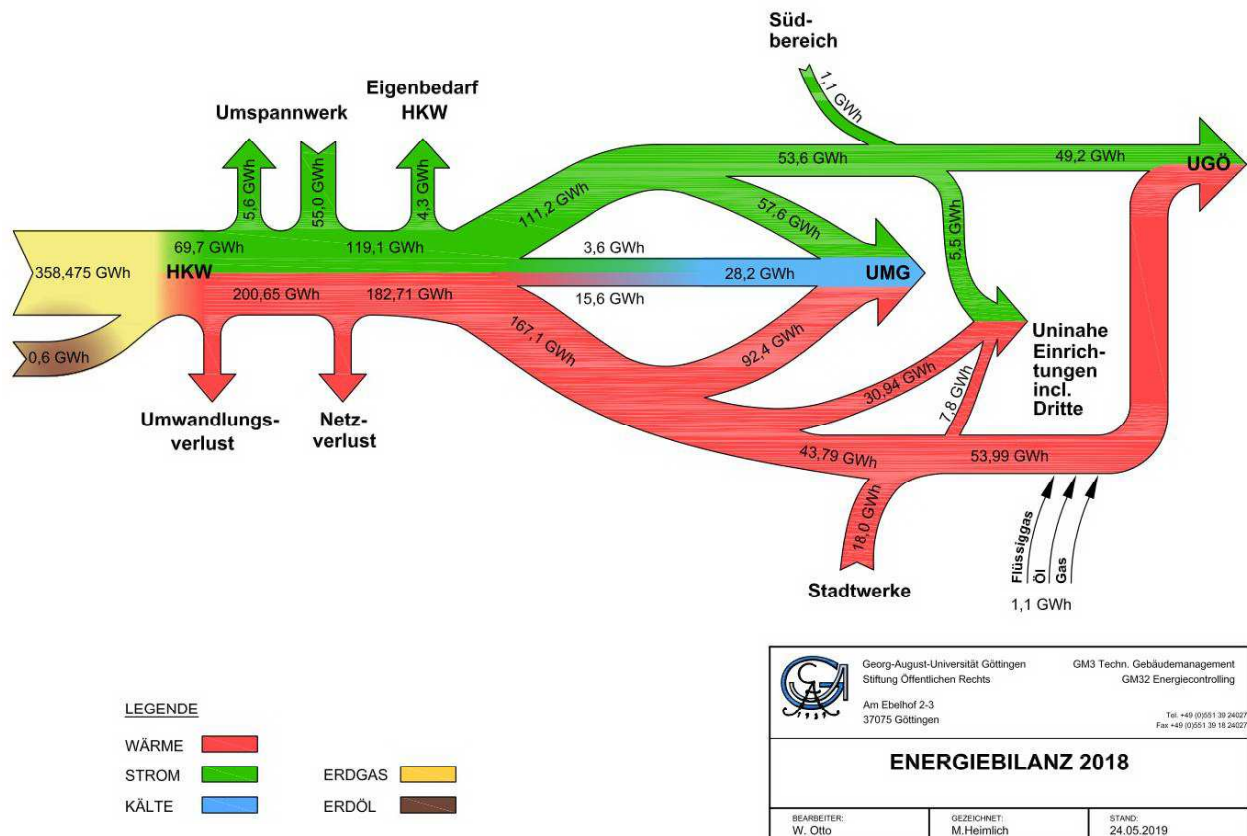 Süd-
bereich
1,1 GWh
Eigenbedarf
HKW
Umspannwerk
5,6 GWh
55,0 GWh
4,3 GWh
53,6 GWh
49,2 GWh
UGÖ
111,2 GWh
57,6 GWh
5,5 GWh
69,7 GWh
119,1 GWh
3,6 GWh
358,475 GWh
HKW
28,2 GWh
UMG
200,65 GWh
182,71 GWh
15,6 GWh
167,1 GWh
92,4 GWh
0,6 GWh
30,94 GWh
7,8 GWh
Uninahe
Einrich-
tungen
incl.
Dritte
Umwandlungs-
verlust
Netz-
verlust
43,79 GWh
53,99 GWh
18,0 GWh
Stadtwerke
Flüssiggas
Öl
Gas
1,1 GWh
LEGENDE
WÄRME
STROM
KÄLTE
ERDGAS
ERDÖL
Georg-August-Universität Göttingen
Stiftung Öffentlichen Rechts
Am Ebelhof 2-3
37075 Göttingen
GM3 Techn. Gebäudemanagement
GM32 Energiecontrolling
Tel. +49 (0)551 39 24027
Fax +49 (0)551 39 18 24027
ENERGIEBILANZ 2018
BEARBEITER:
W. Otto
GEZEICHNET:
M.Heimlich
STAND:
24.05.2019